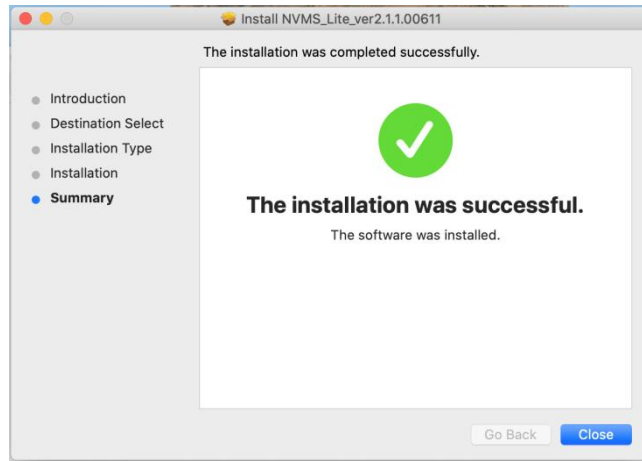 Install NVMS_Lite_ver2.1.1.00611
The installation was completed successfully.
Introduction
Destination Select
Installation Type
Installation
Summary
The installation was successful.
The software was installed.
Go Back
Close